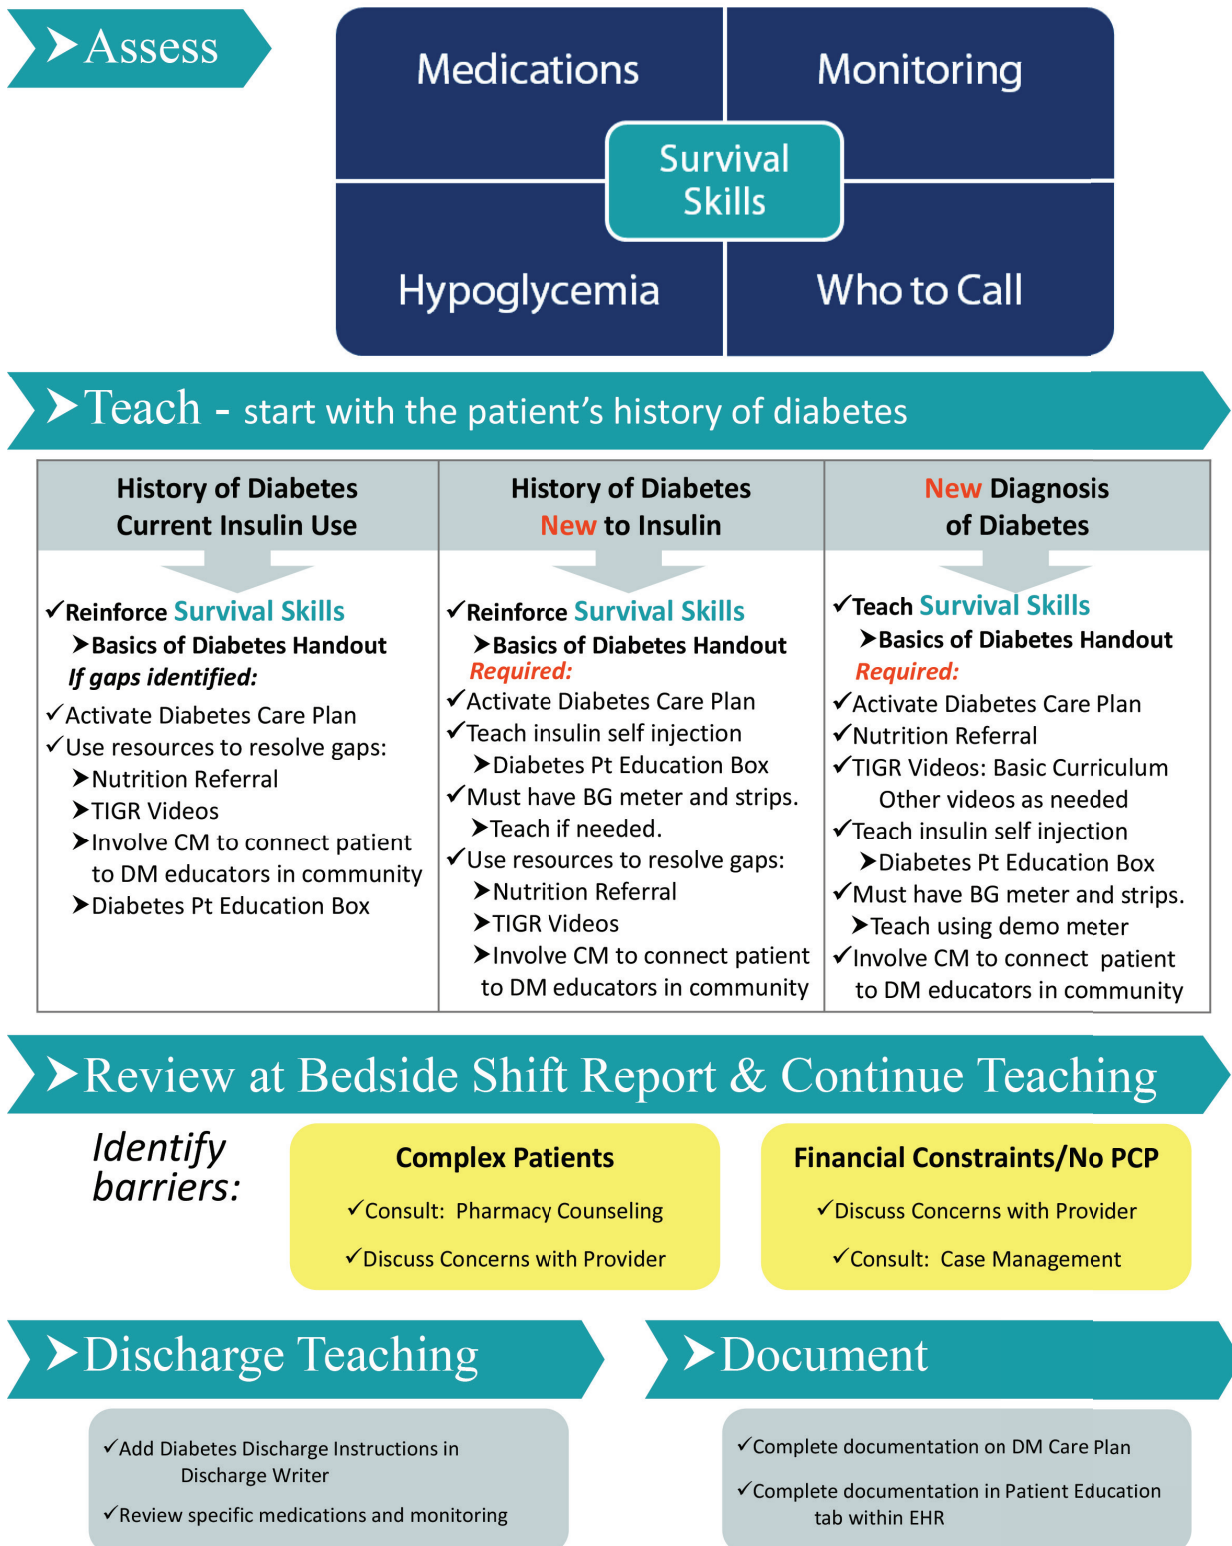 ➤Assess
Medications
Monitoring
Survival
Skills
Hypoglycemia
Who to Call
➤Teach - start with the patient’s history of diabetes
History of Diabetes
Current Insulin Use
✓Reinforce Survival Skills
➤Basics of Diabetes Handout
If gaps identified:
✓Activate Diabetes Care Plan
✓Use resources to resolve gaps:
➤Nutrition Referral
➤TIGR Videos
➤Involve CM to connect patient
to DM educators in community
➤Diabetes Pt Education Box
History of Diabetes
New to Insulin
✓Reinforce Survival Skills
➤Basics of Diabetes Handout
Required:
✓Activate Diabetes Care Plan
✓Teach insulin self injection
➤Diabetes Pt Education Box
✓Must have BG meter and strips.
➤Teach if needed.
✓Use resources to resolve gaps:
➤Nutrition Referral
➤TIGR Videos
➤Involve CM to connect patient
to DM educators in community
New Diagnosis
of Diabetes
✓Teach Survival Skills
➤Basics of Diabetes Handout
Required:
✓Activate Diabetes Care Plan
✓Nutrition Referral
✓TIGR Videos: Basic Curriculum
Other videos as needed
✓Teach insulin self injection
➤Diabetes Pt Education Box
✓Must have BG meter and strips.
➤Teach using demo meter
✓Involve CM to connect patient
to DM educators in community
➤Review at Bedside Shift Report & Continue Teaching
Identify
barriers:
Complex Patients
✓Consult: Pharmacy Counseling
✓Discuss Concerns with Provider
Financial Constraints/No PCP
✓Discuss Concerns with Provider
✓Consult: Case Management
➤Discharge Teaching
✓Add Diabetes Discharge Instructions in
Discharge Writer
✓Review specific medications and monitoring
➤Document
✓Complete documentation on DM Care Plan
✓Complete documentation in Patient Education
tab within EHR